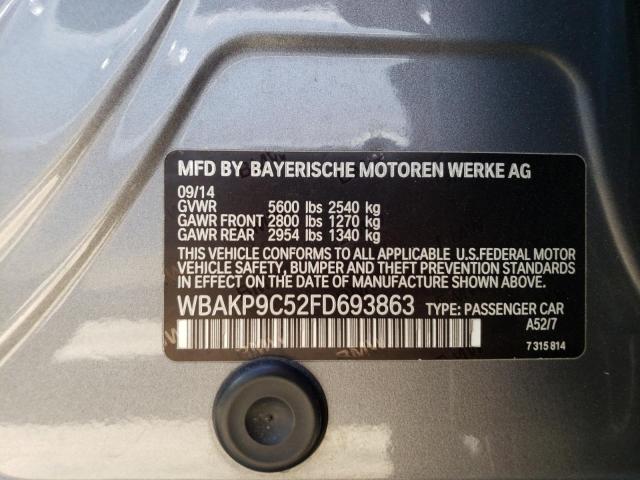 MFD BY BAYERISCHE MOTOREN WERKE AG
09/14
GVWR 5600 lbs 2540 kg
GAWR FRONT 2800 lbs 1270 kg
GAWR REAR 2954 lbs 1340 kg
THIS VEHICLE CONFORMS TO ALL APPLICABLE U.S.FEDERAL MOTOR
VEHICLE SAFETY, BUMPER AND THEFT PREVENTION STANDARDS
IN EFFECT ON THE DATE OF MANUFACTURE SHOWN ABOVE.
WBAKP9C52FD693863 TYPE: PASSENGER CAR
A52/7
7 315 814